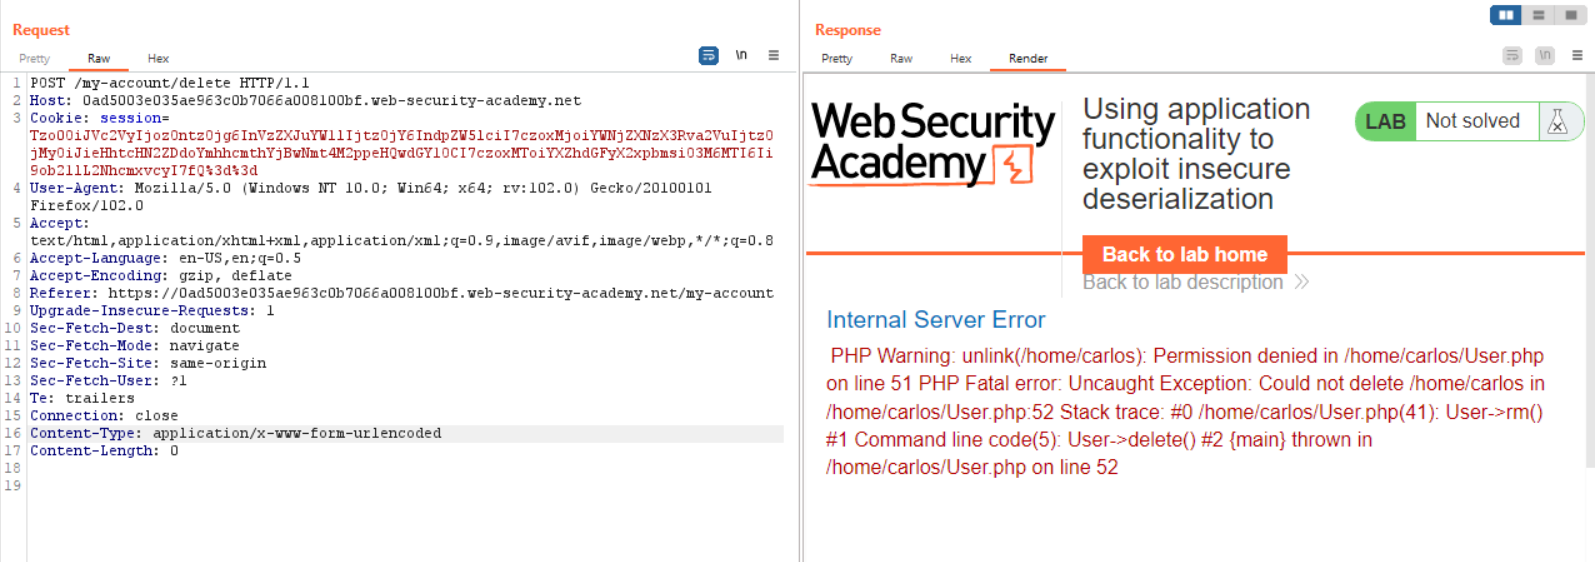 Request
Pretty Raw Hex
\n
1 POST /my-account/delete HTTP/1.1
2 Host: 0ad5003e035ae963c0b7066a008100bf.web-security-academy.net
3 Cookie: session=
4 User-Agent: Mozilla/5.0 (Windows NT 10.0; Win64; x64; rv:102.0) Gecko/20100101
Firefox/102.0
5 Accept:
text/html,application/xhtml+xml,application/xml;q=0.9,image/avif,image/webp,*/*;q=0.8
6 Accept-Language: en-US,en;q=0.5
7 Accept-Encoding: gzip, deflate
8 Referer: https://0ad5003e035ae963c0b7066a008100bf.web-security-academy.net/my-account
9 Upgrade-Insecure-Requests: 1
10 Sec-Fetch-Dest: document
11 Sec-Fetch-Mode: navigate
12 Sec-Fetch-Site: same-origin
13 Sec-Fetch-User: ?1
14 Te: trailers
15 Connection: close
16 Content-Type: application/x-www-form-urlencoded
17 Content-Length: 0
18
19
Response
Pretty Raw Hex Render
\n
Web Security
Academy
Using application
functionality to
exploit insecure
deserialization
LAB Not solved
Back to lab home
Back to lab description
Internal Server Error
PHP Warning: unlink(/home/carlos): Permission denied in /home/carlos/User.php
on line 51 PHP Fatal error: Uncaught Exception: Could not delete /home/carlos in
/home/carlos/User.php:52 Stack trace: #0 /home/carlos/User.php(41): User->rm()
#1 Command line code(5): User->delete() #2 {main} thrown in
/home/carlos/User.php on line 52